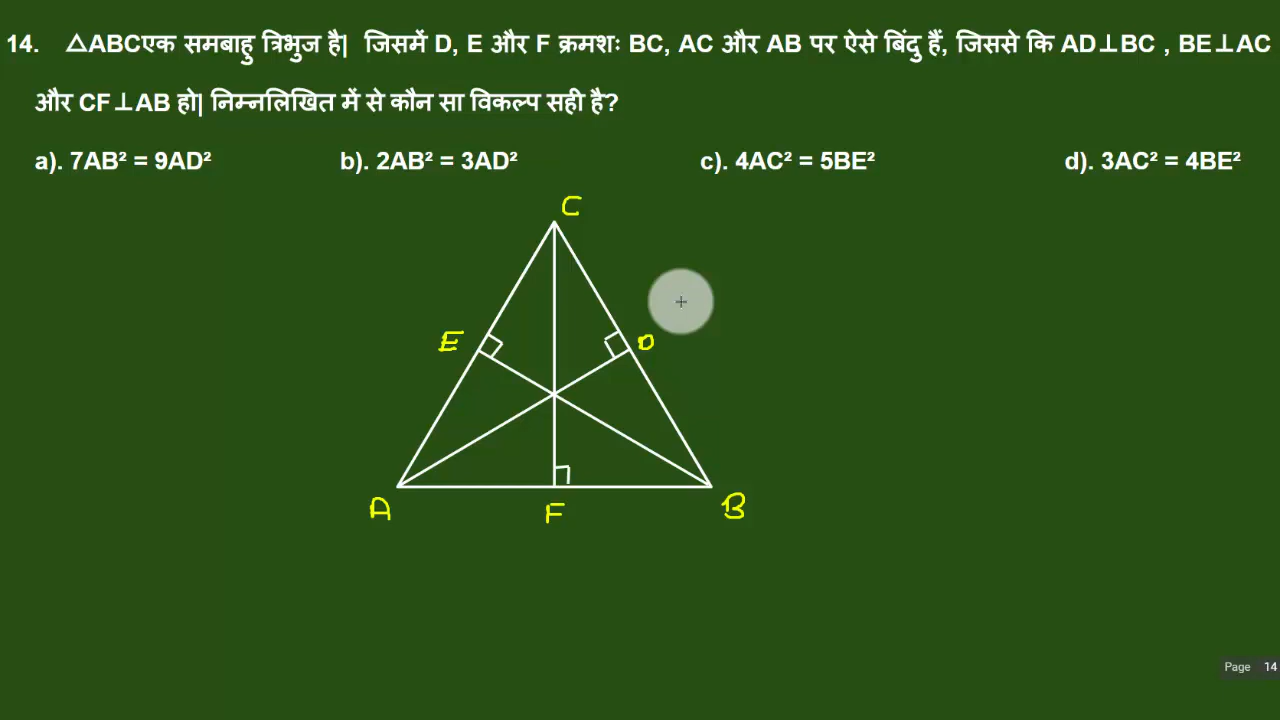 14. △ABCएक समबाहु त्रिभुज है| जिसमें D, E और F क्रमशः BC, AC और AB पर ऐसे बिंदु हैं, जिससे कि AD⊥BC , BE⊥AC
और CF⊥AB हो| निम्नलिखित में से कौन सा विकल्प सही है?
a). 7AB² = 9AD² b). 2AB² = 3AD² c). 4AC² = 5BE² d). 3AC² = 4BE²
C
E D
A F B
Page 14